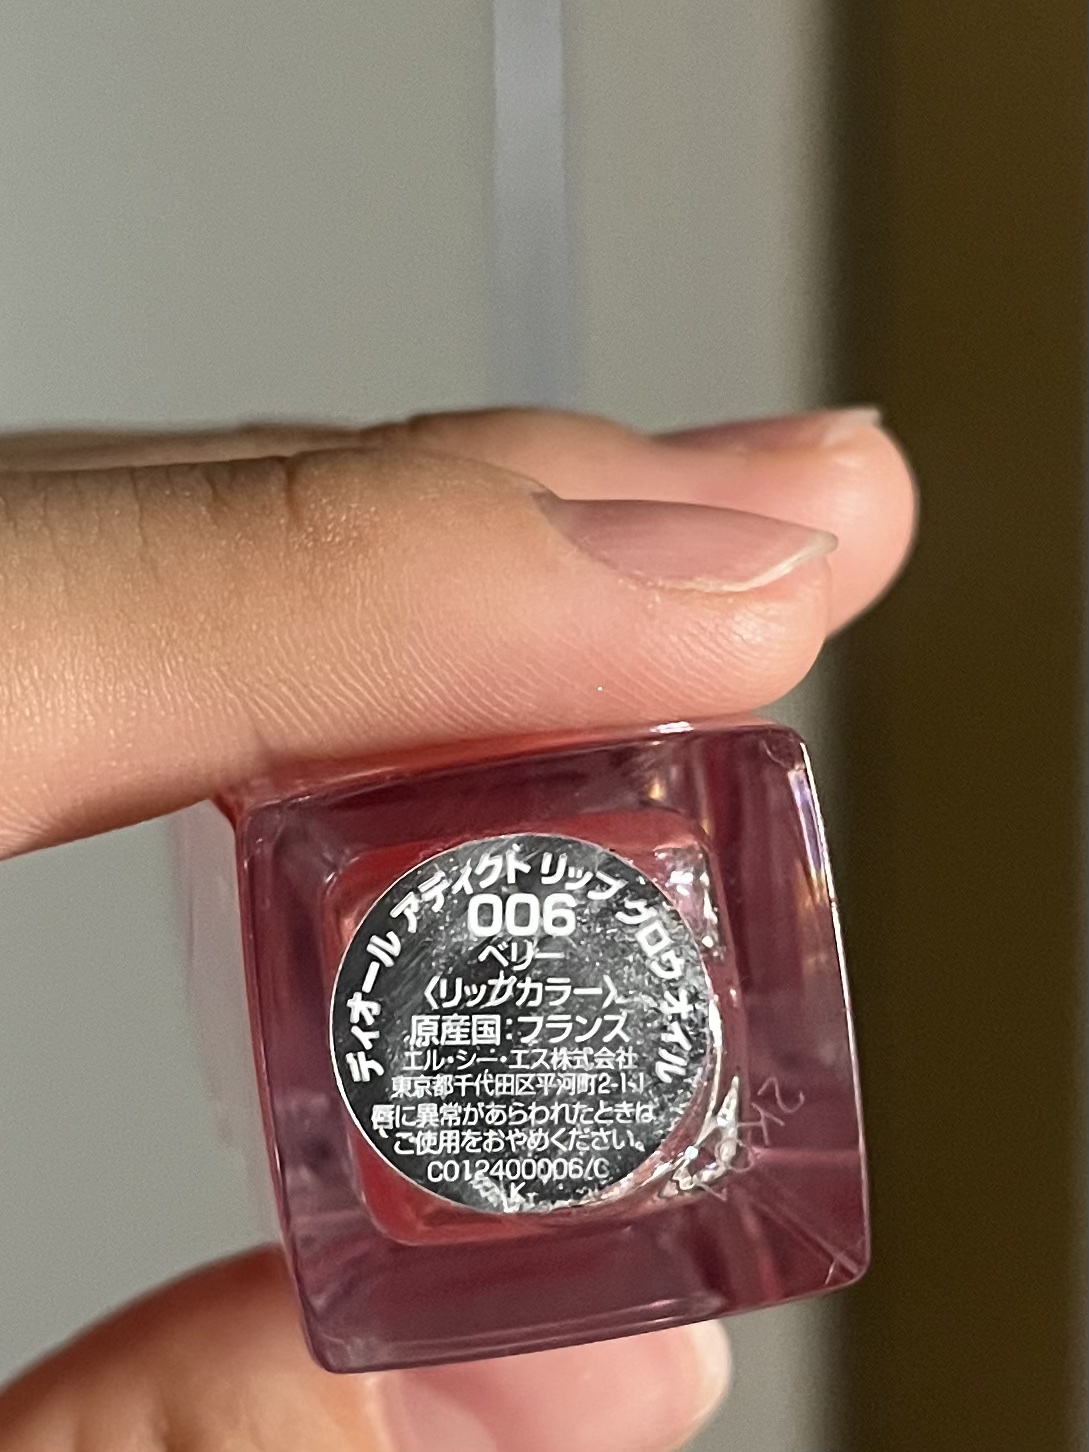 ディオール アディクト リップ グロウ オイル
006
ベリー
〈リップカラー〉
原産国：フランス
エル・シー・エス株式会社
東京都千代田区平河町2-1-1
唇に異常があらわれたときは、
ご使用をおやめください。
C012400006/C
K